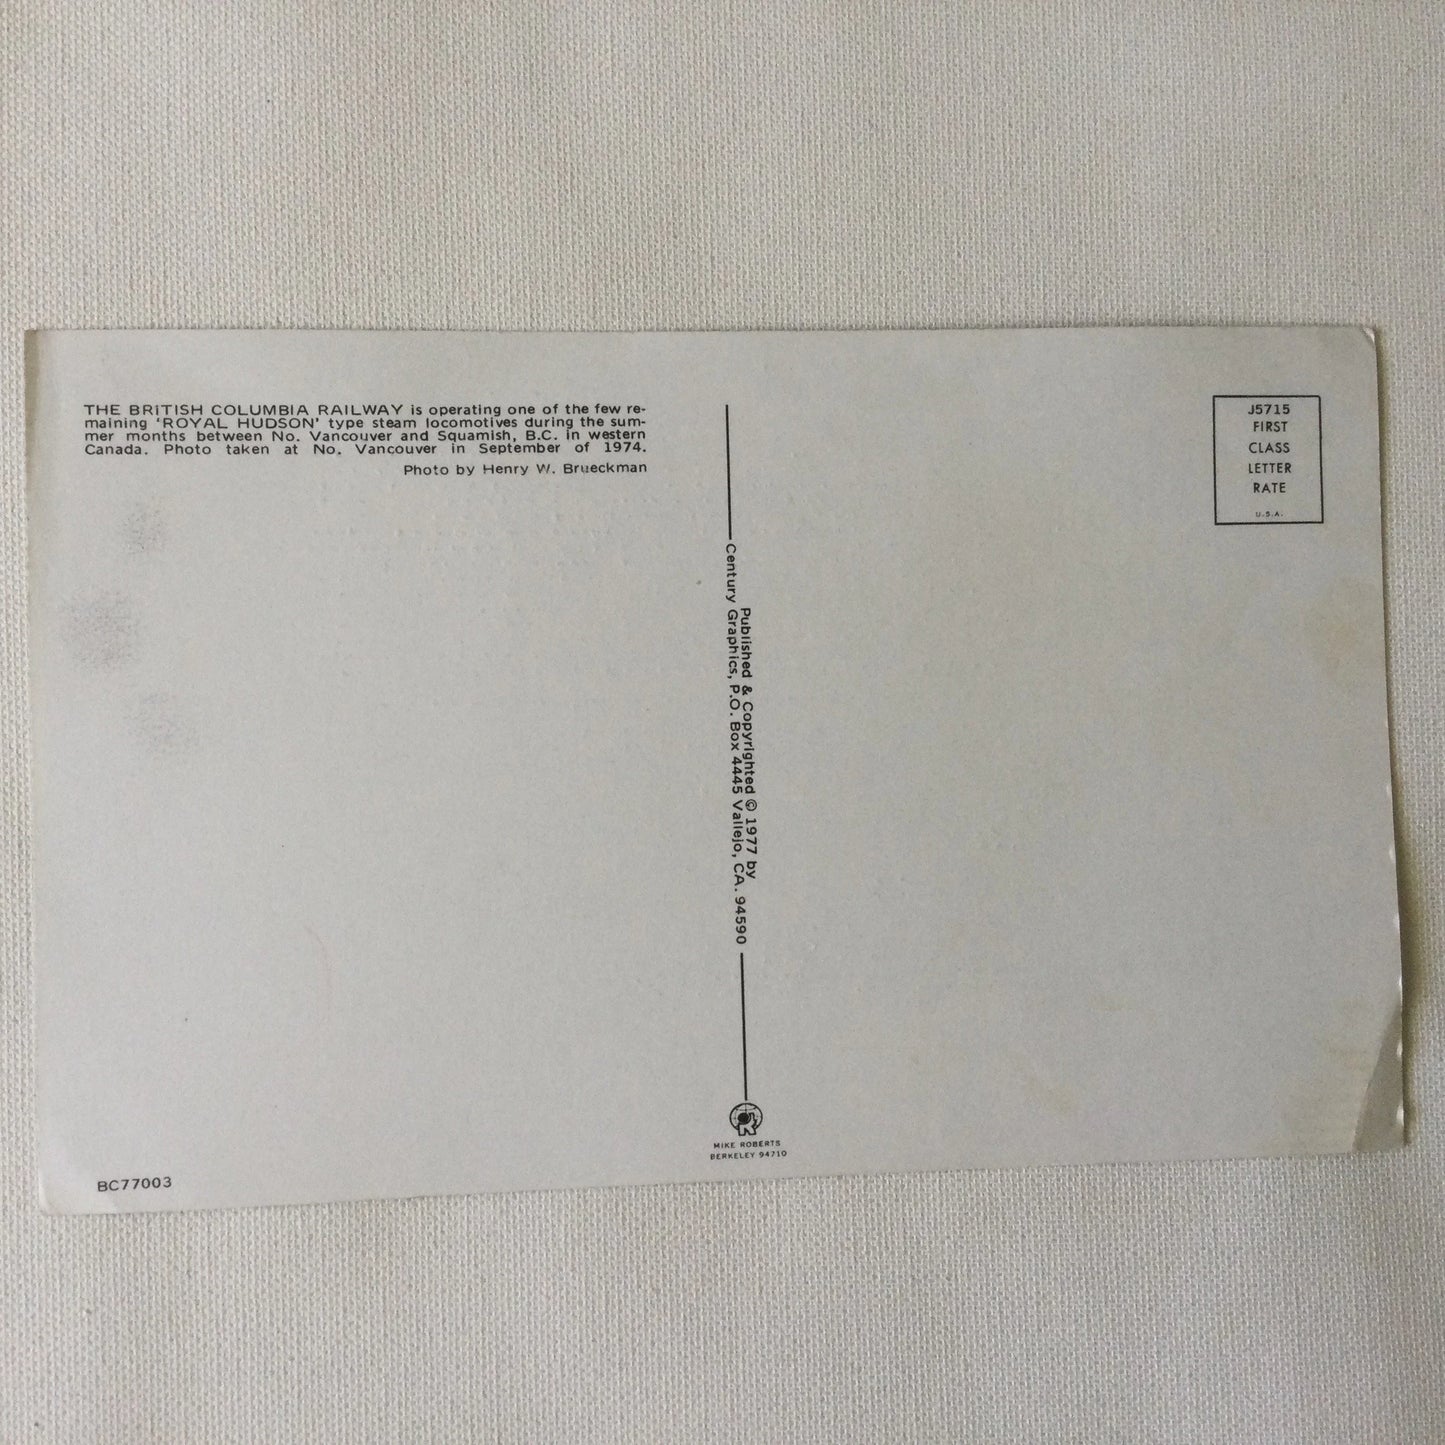 THE BRITISH COLUMBIA RAILWAY is operating one of the few re-
maining 'ROYAL HUDSON' type steam locomotives during the sum-
mer months between No. Vancouver and Squamish, B.C. in western
Canada. Photo taken at No. Vancouver in September of 1974.
Photo by Henry W. Brueckman
J5715
FIRST
CLASS
LETTER
RATE
U.S.A.
Published & Copyrighted © 1977 by
Century Graphics, P.O. Box 4445 Vallejo, CA. 94590
MIKE ROBERTS
BERKELEY 94710
BC77003